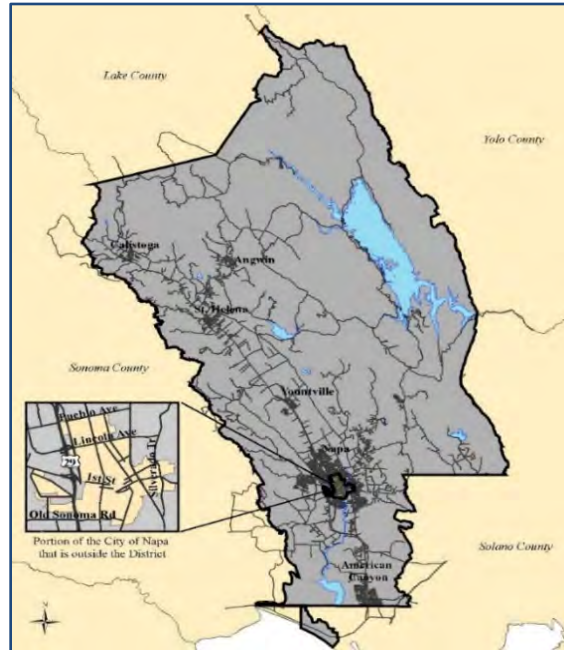 Lake County
Yolo County
Calistoga
Angwin
St. Helena
Sonoma County
Yountville
Napa
Pueblo Ave
Lincoln Ave
29
1st St
Silverado Tr
Old Sonoma Rd
Portion of the City of Napa
that is outside the District
Solano County
American
Canyon
N